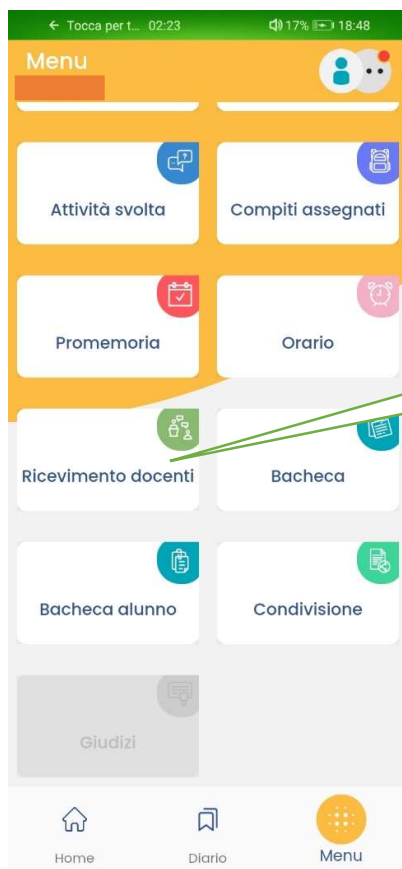 ← Tocca per t... 02:23 17% 18:48
Menu
Attività svolta
Compiti assegnati
Promemoria
Orario
Ricevimento docenti
Bacheca
Bacheca alunno
Condivisione
Giudizi
Home
Diario
Menu